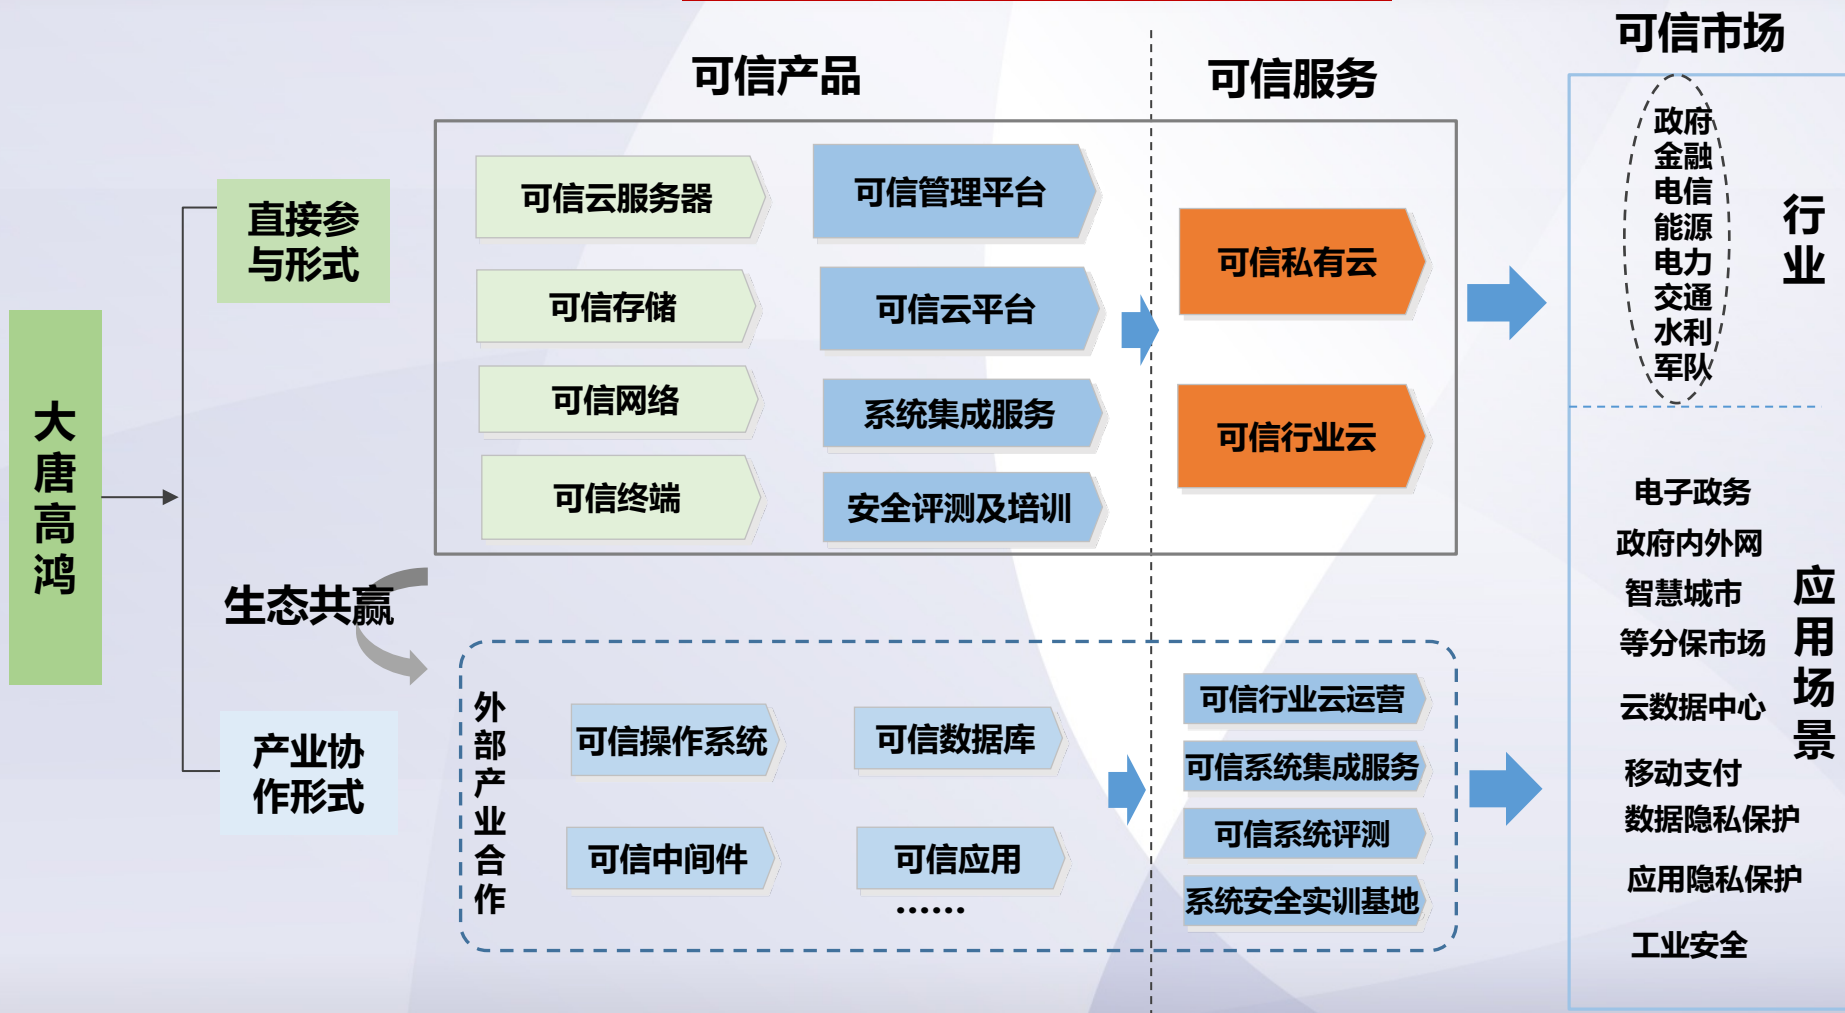 可信产品
可信服务
可信市场
大唐高鸿
直接参
与形式
可信云服务器
可信存储
可信网络
可信终端
可信管理平台
可信云平台
系统集成服务
安全评测及培训
可信私有云
可信行业云
政府
金融
电信
能源
电力
交通
水利
军队
行业
生态共赢
产业协
作形式
外部产业合作
可信操作系统
可信数据库
可信中间件
可信应用
······
可信行业云运营
可信系统集成服务
可信系统评测
系统安全实训基地
电子政务
政府内外网
智慧城市
等分保市场
云数据中心
移动支付
数据隐私保护
应用隐私保护
工业安全
应用场景